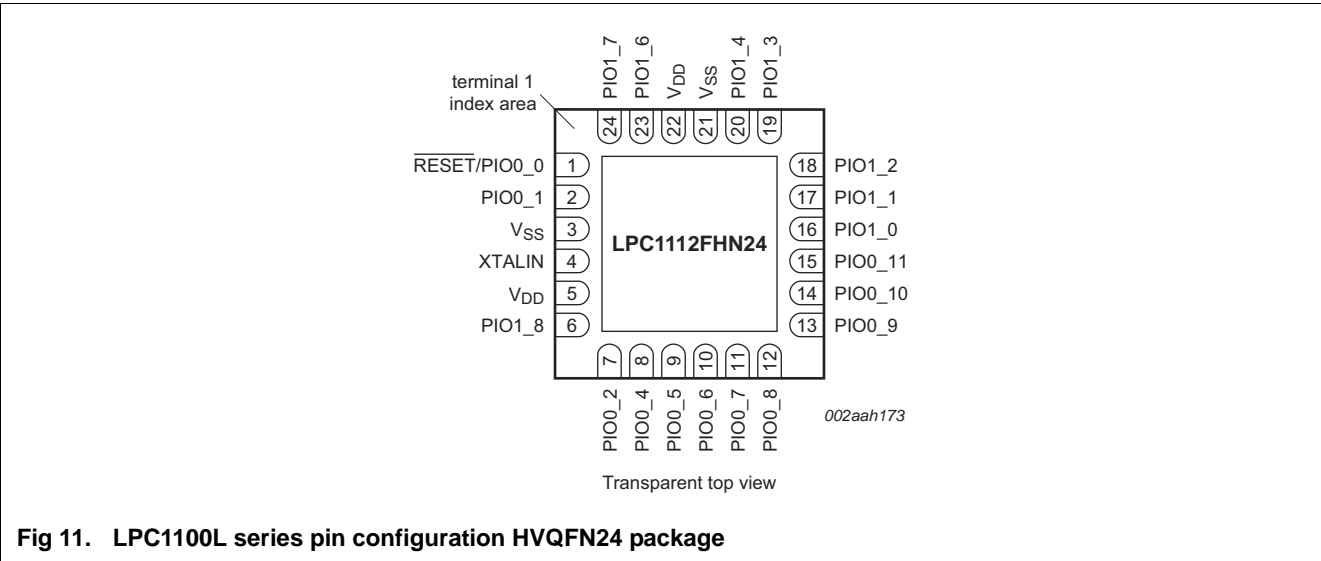 PIO1_7
PIO1_6
VDD
VSS
PIO1_4
PIO1_3
terminal 1
index area
24
23
22
21
20
19
RESET/PIO0_0 1
PIO0_1 2
VSS 3
XTALIN 4
VDD 5
PIO1_8 6
LPC1112FHN24
18 PIO1_2
17 PIO1_1
16 PIO1_0
15 PIO0_11
14 PIO0_10
13 PIO0_9
7
8
9
10
11
12
PIO0_2
PIO0_4
PIO0_5
PIO0_6
PIO0_7
PIO0_8
002aah173
Transparent top view
Fig 11. LPC1100L series pin configuration HVQFN24 package